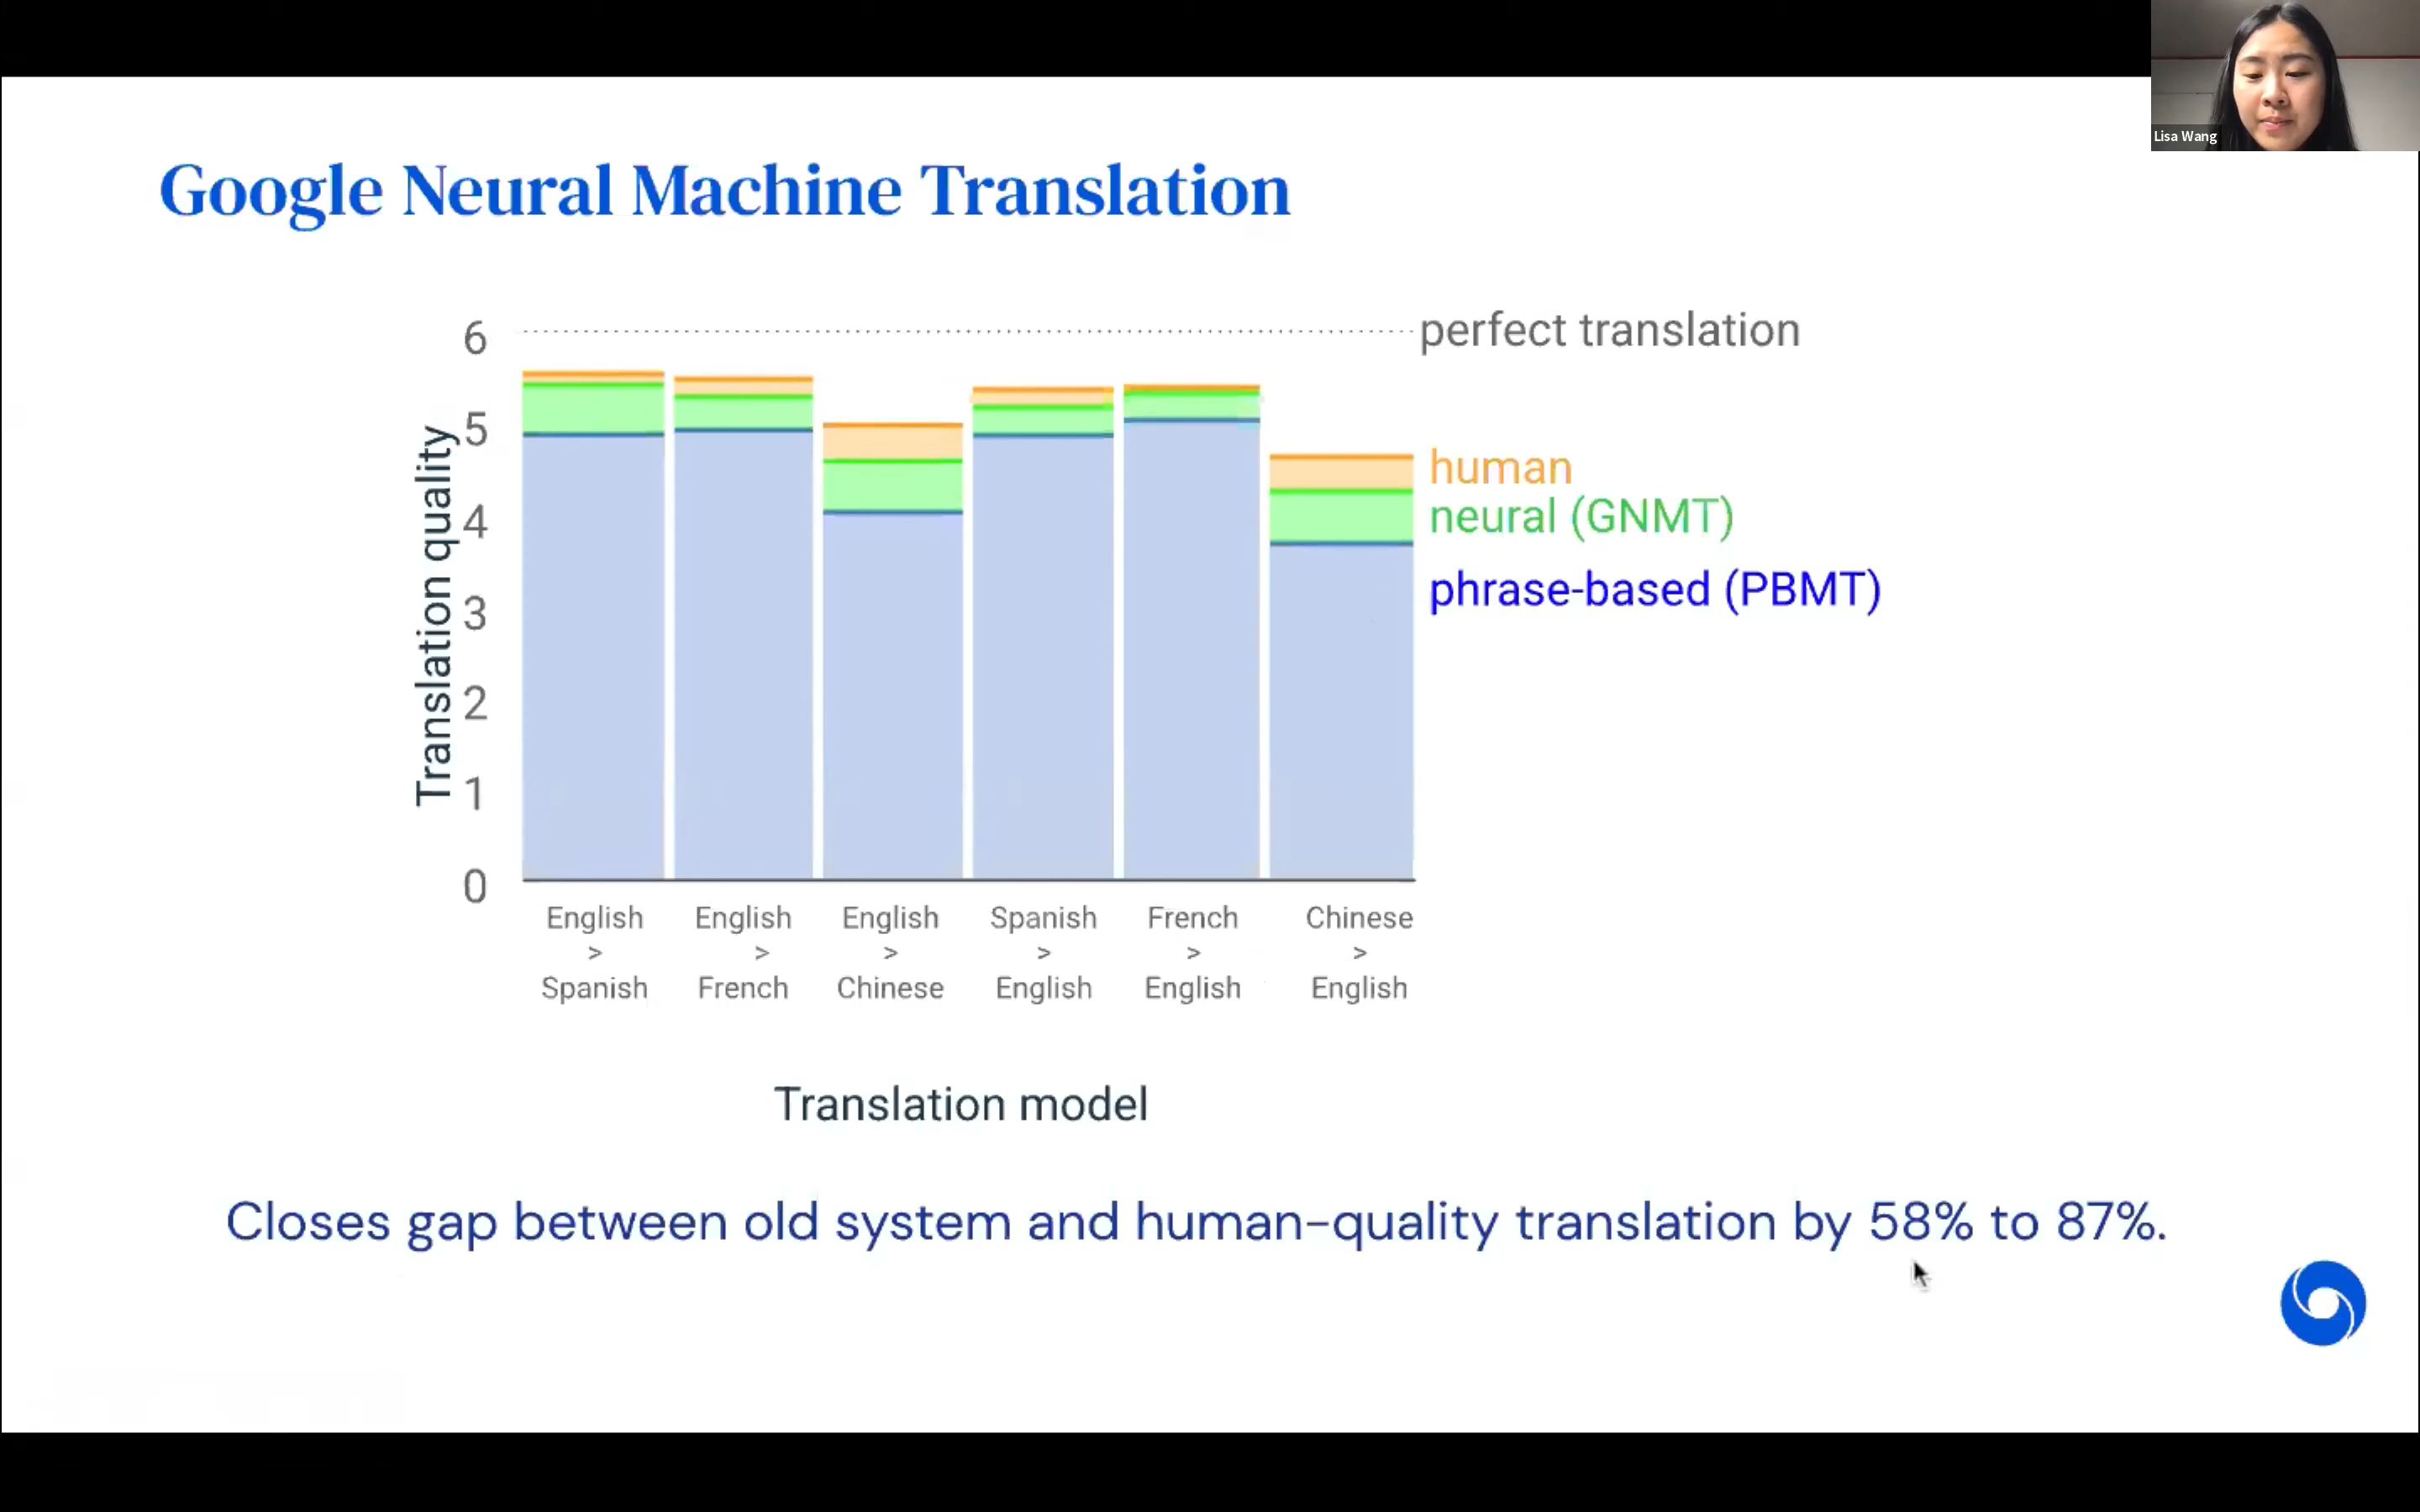 Lisa Wang
Google Neural Machine Translation
6
5
4
3
2
1
0
Translation quality
perfect translation
human
neural (GNMT)
phrase-based (PBMT)
English > Spanish
English > French
English > Chinese
Spanish > English
French > English
Chinese > English
Translation model
Closes gap between old system and human-quality translation by 58% to 87%.